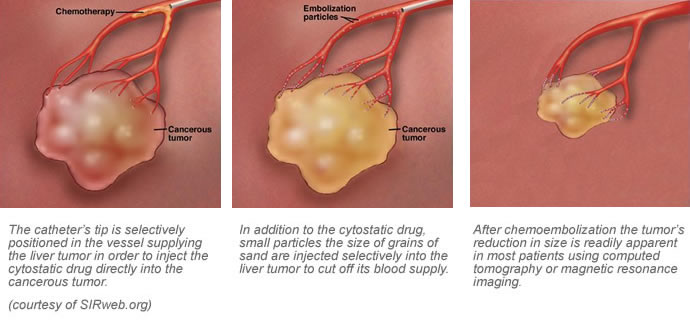 Chemotherapy
Cancerous
tumor
Embolization
particles
Cancerous
tumor
The catheter's tip is selectively
positioned in the vessel supplying
the liver tumor in order to inject the
cytostatic drug directly into the
cancerous tumor.
(courtesy of SIRweb.org)
In addition to the cytostatic drug,
small particles the size of grains of
sand are injected selectively into the
liver tumor to cut off its blood supply.
After chemoembolization the tumor's
reduction in size is readily apparent
in most patients using computed
tomography or magnetic resonance
imaging.